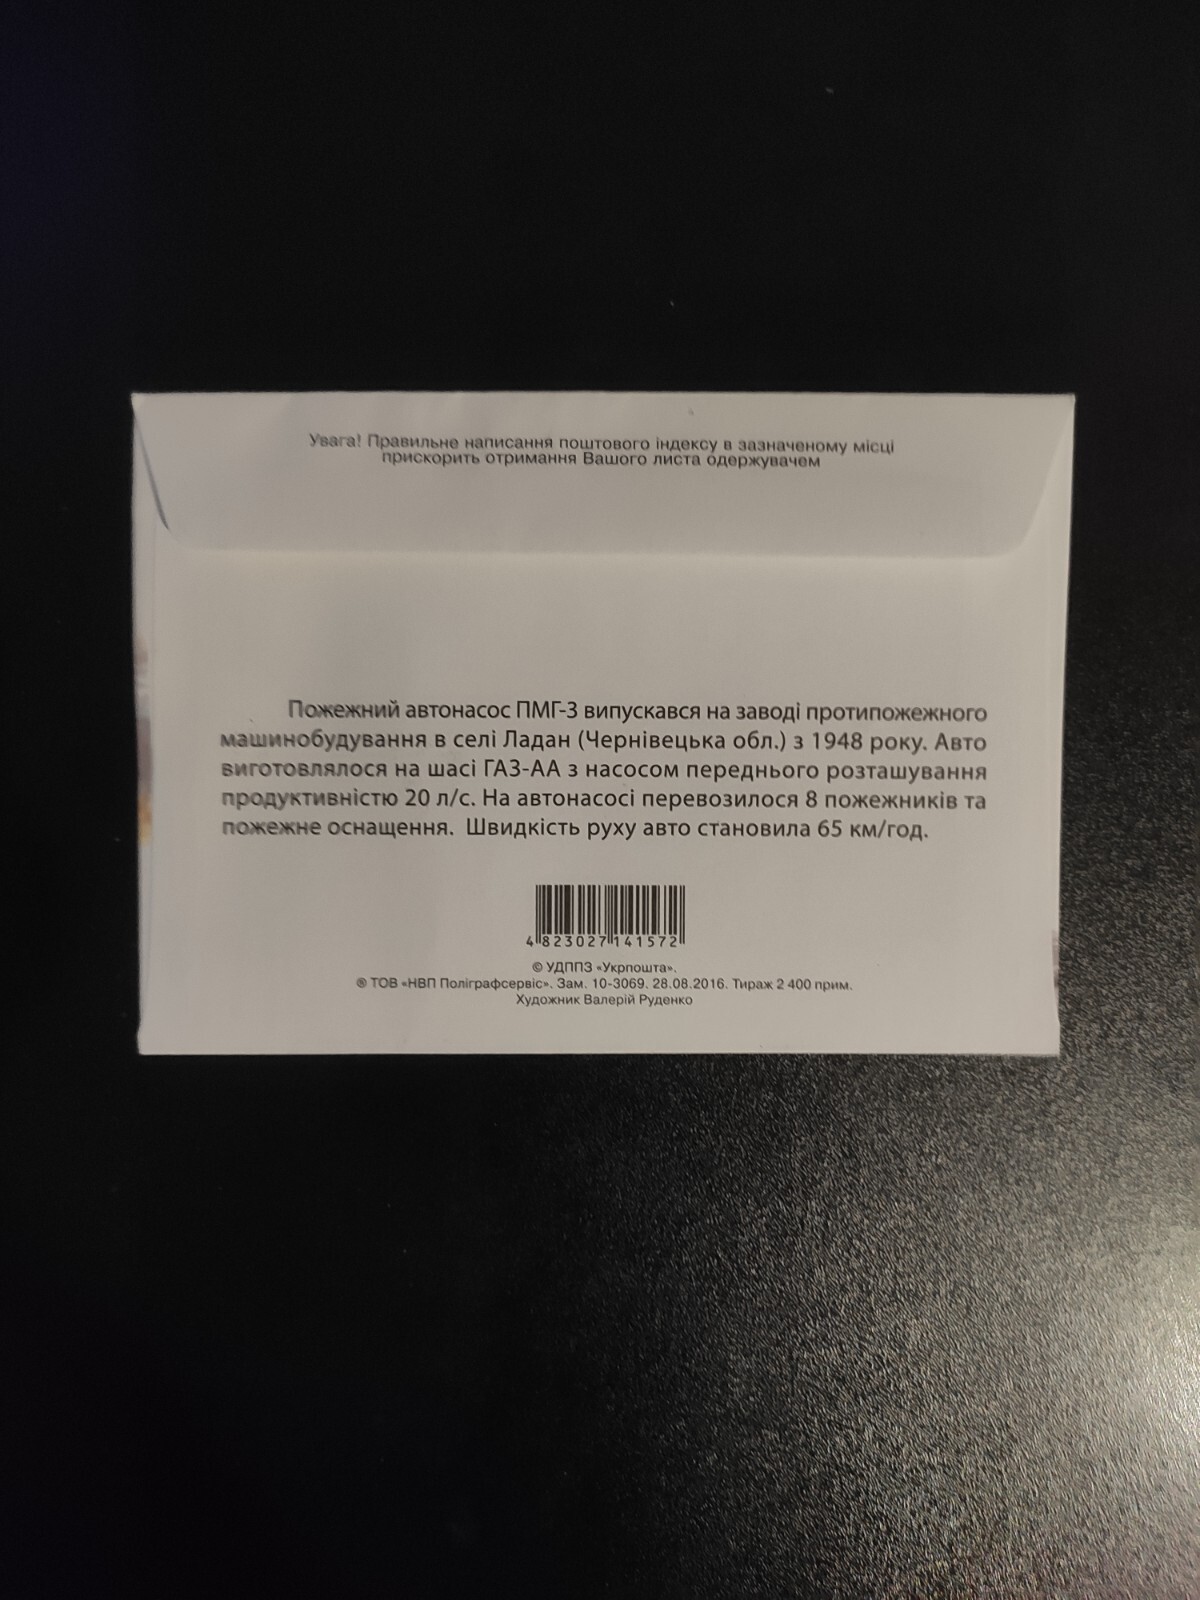 Увага! Правильне написання поштового індексу в зазначеному місці
прискорить отримання Вашого листа одержувачем
Пожежний автонасос ПМГ-3 випускався на заводі протипожежного
машинобудування в селі Ладан (Чернівецька обл.) з 1948 року. Авто
виготовлялося на шасі ГАЗ-АА з насосом переднього розташування
продуктивністю 20 л/с. На автонасосі перевозилося 8 пожежників та
пожежне оснащення. Швидкість руху авто становила 65 км/год.
4 823027 141572
© УДППЗ «Укрпошта».
® ТОВ «НВП Поліграфсервіс». Зам. 10-3069. 28.08.2016. Тираж 2 400 прим.
Художник Валерій Руденко